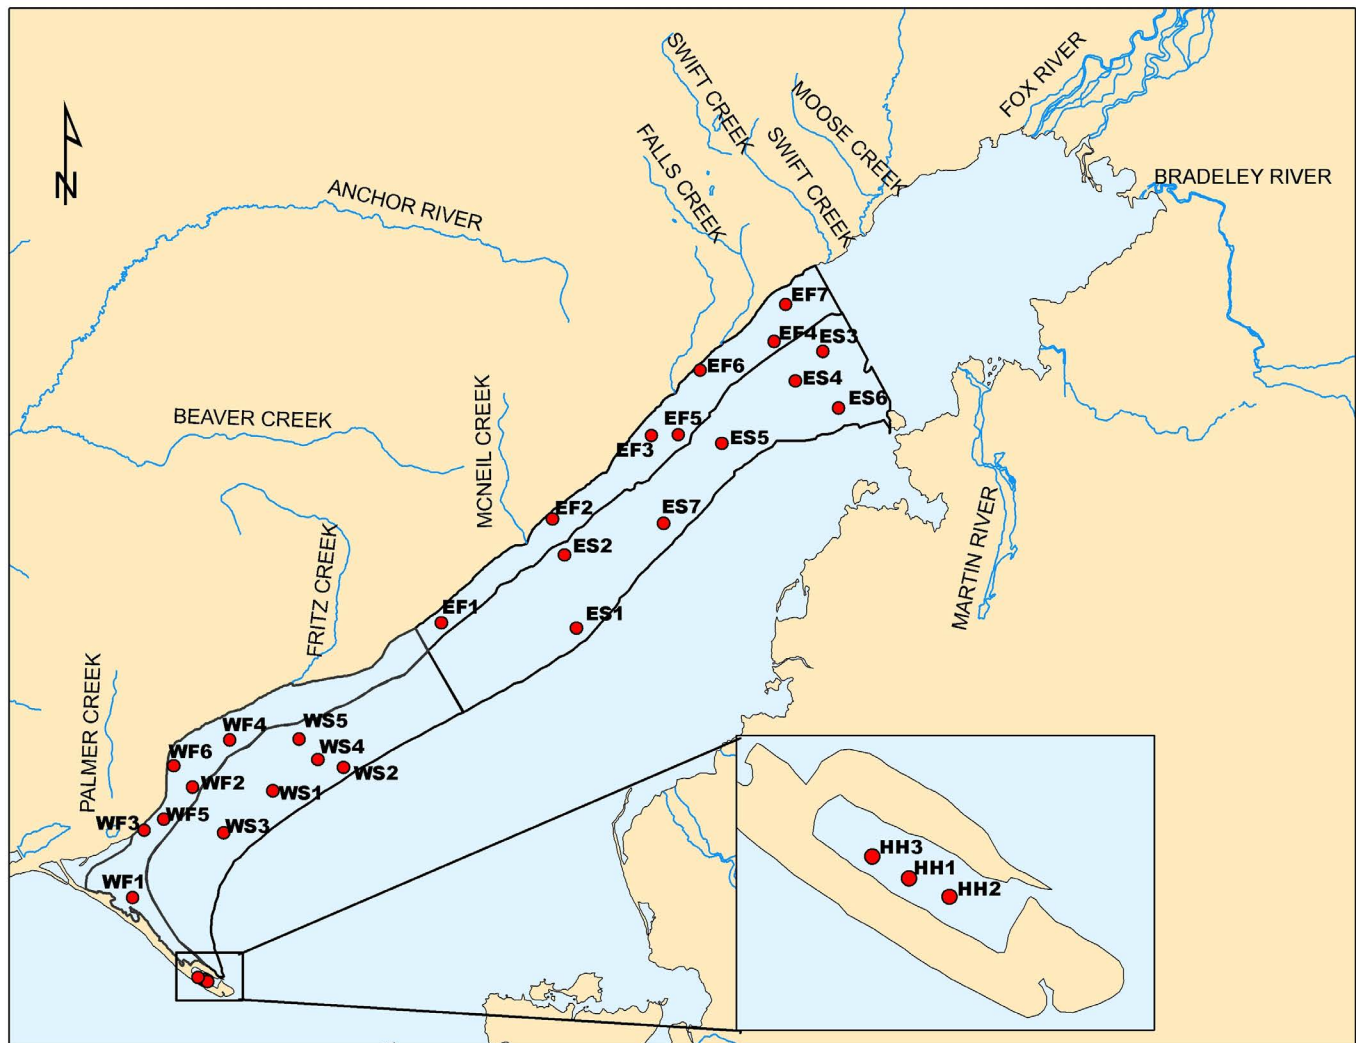 SWIFT CREEK
FOX RIVER
MOOSE CREEK
SWIFT CREEK
FALLS CREEK
BRADELEY RIVER
N
ANCHOR RIVER
EF7
EF4
ES3
EF6
ES4
ES6
BEAVER CREEK
MCNEIL CREEK
EF5
EF3
ES5
EF2
ES7
ES2
MARTIN RIVER
FRITZ CREEK
EF1
ES1
PALMER CREEK
WF4
WS5
WF6
WS4
WS2
WF2
WS1
WF5
WF3
WS3
WF1
HH3
HH1
HH2